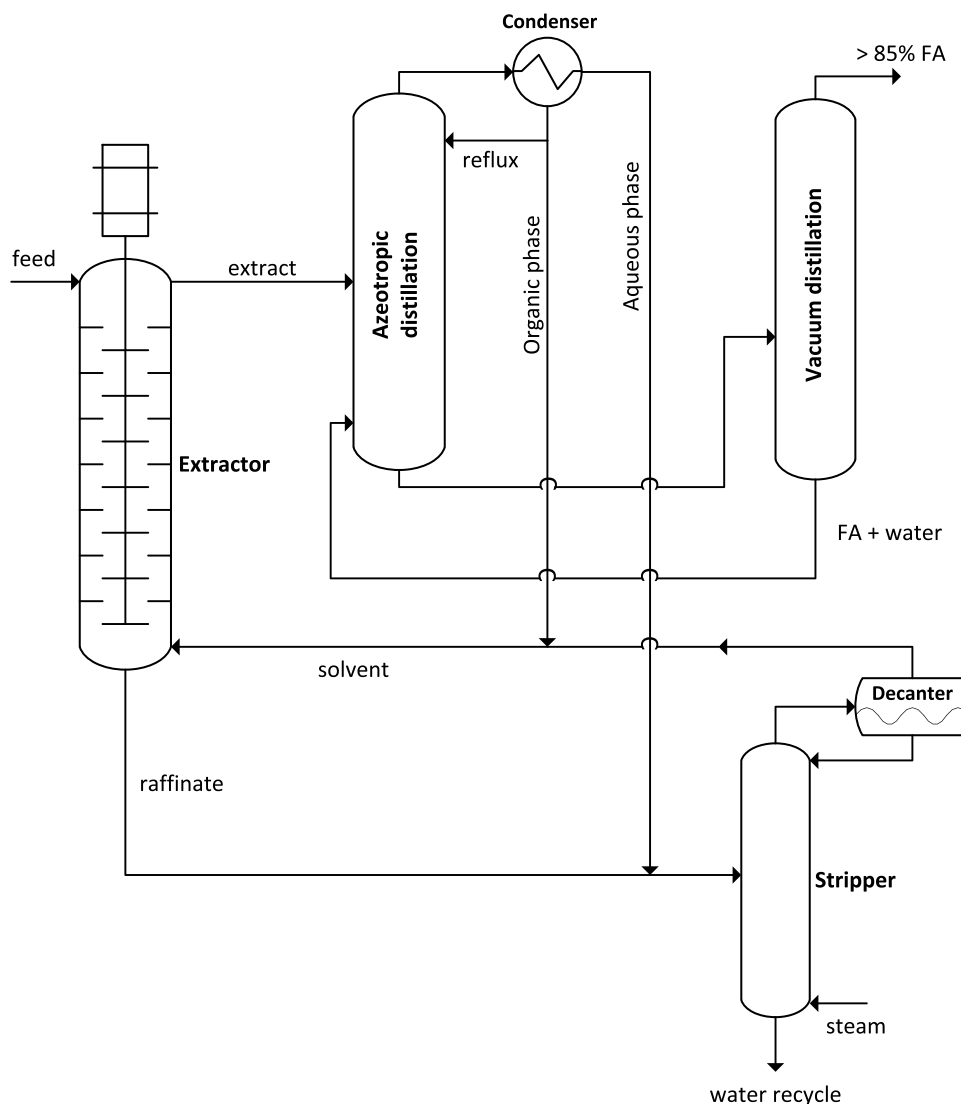 Condenser
> 85% FA
reflux
feed
extract
Azeotropic
distillation
Organic phase
Aqueous phase
Vacuum distillation
Extractor
FA + water
solvent
Decanter
raffinate
Stripper
steam
water recycle